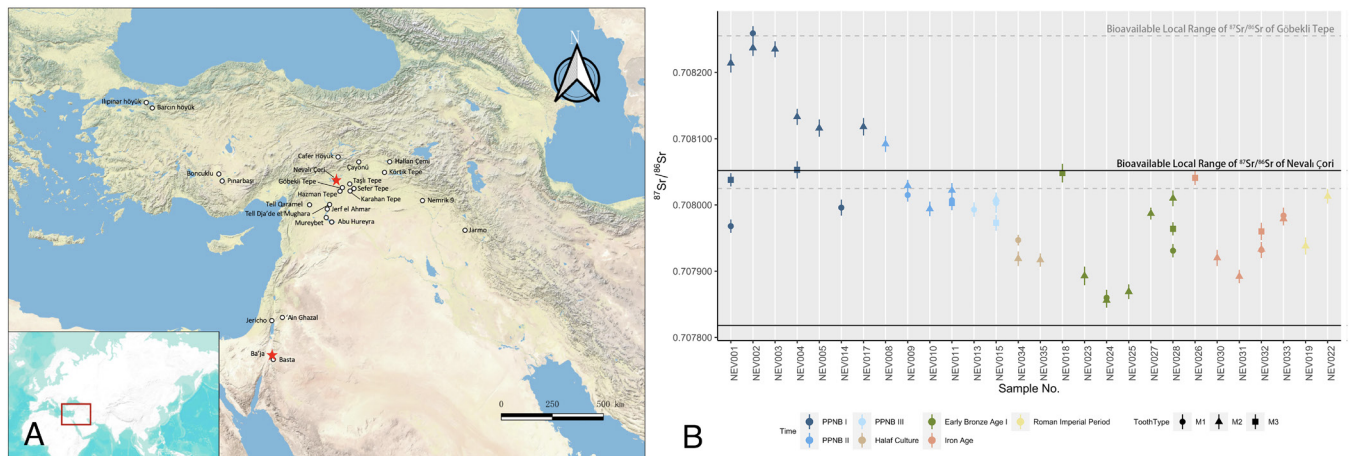 N
Ilıpınar höyük
Barcın höyük
Cafer Höyük
Hallan Çemi
Çayönü
Nevalı Çori
Körtik Tepe
Boncuklu
Pınarbaşı
Göbekli Tepe
Taşlı Tepe
Sefer Tepe
Hazman Tepe
Karahan Tepe
Nemrik 9
Tell Qaramel
Jerf el Ahmar
Tell Dja'de et Mughara
Mureybet
Abu Hureyra
Jarmo
Jericho
'Ain Ghazal
Ba'ja
Basta
0 250 500 km
A
Bioavailable Local Range of ⁸⁷Sr/⁸⁶Sr of Göbekli Tepe
0.708200
0.708100
Bioavailable Local Range of ⁸⁷Sr/⁸⁶Sr of Nevalı Çori
⁸⁷Sr/⁸⁶Sr
0.708000
0.707900
0.707800
NEV001
NEV002
NEV003
NEV004
NEV005
NEV014
NEV017
NEV008
NEV009
NEV010
NEV011
NEV013
NEV015
NEV034
NEV035
NEV018
NEV023
NEV024
NEV025
NEV027
NEV028
NEV026
NEV030
NEV031
NEV032
NEV033
NEV019
NEV022
Sample No.
Time
PPNB I
PPNB III
Early Bronze Age I
Roman Imperial Period
PPNB II
Halaf Culture
Iron Age
ToothType
M1
M2
M3
B